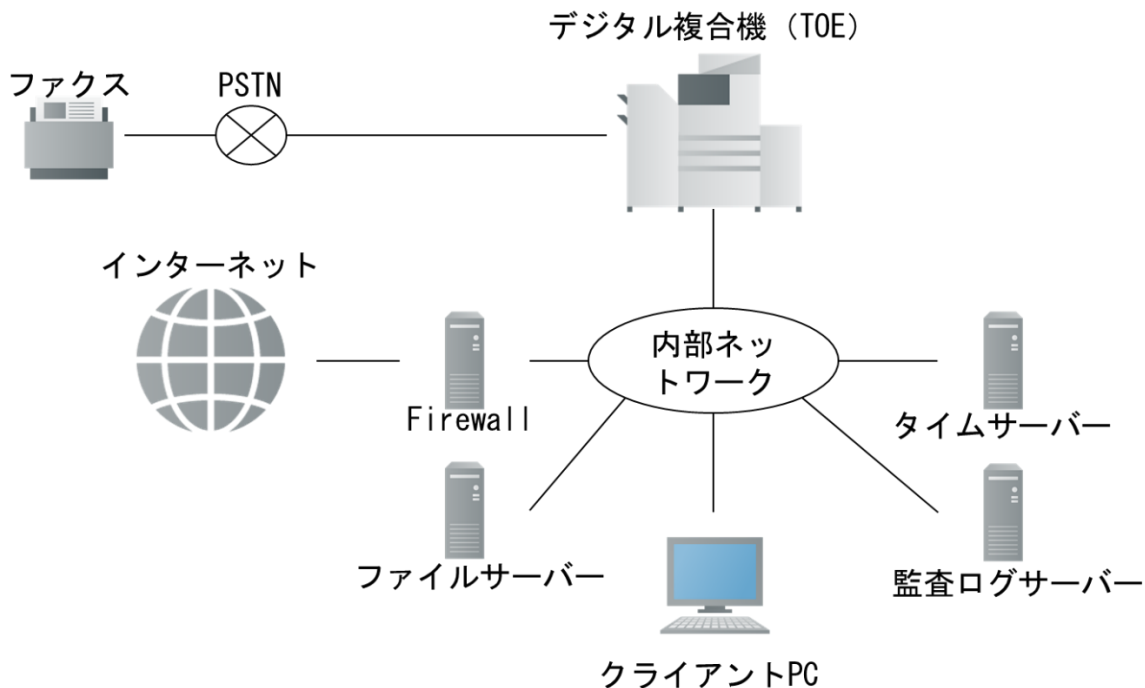 デジタル複合機（TOE）
ファクス
PSTN
インターネット
内部ネッ
トワーク
Firewall
タイムサーバー
ファイルサーバー
監査ログサーバー
クライアントPC